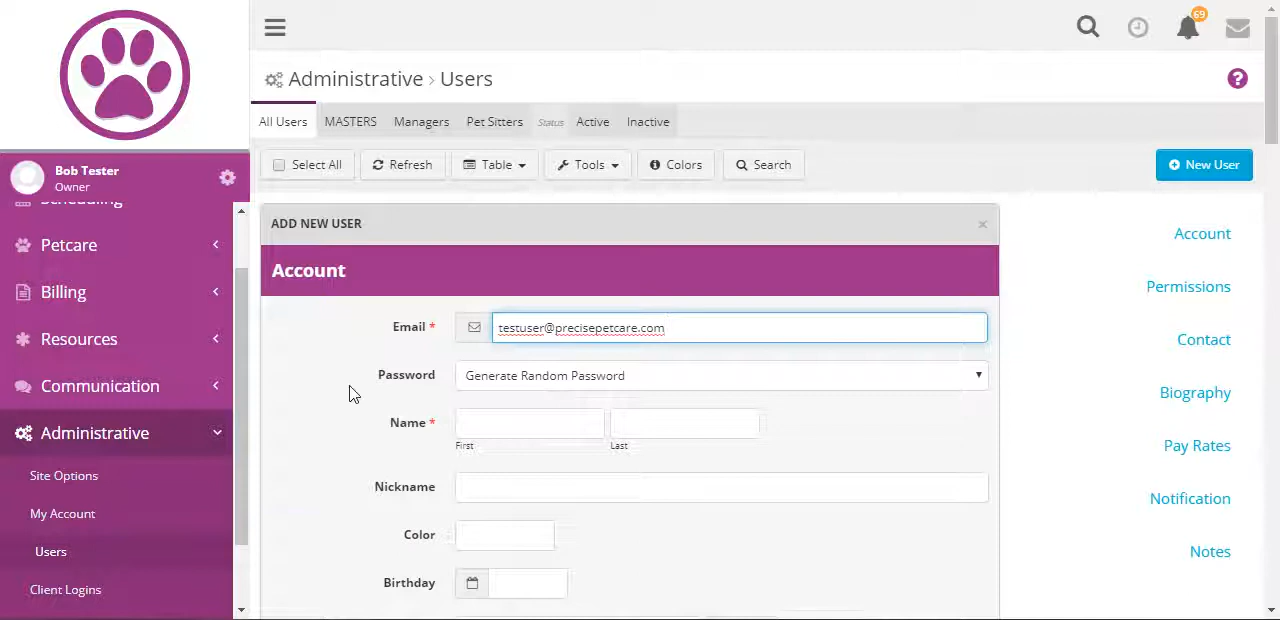 69
Administrative › Users
?
All Users MASTERS Managers Pet Sitters Status Active Inactive
Select All Refresh Table Tools Colors Search New User
Bob Tester
Owner
Scheduling
Petcare
Billing
Resources
Communication
Administrative
Site Options
My Account
Users
Client Logins
ADD NEW USER ×
Account
Email * testuser@precisepetcare.com
Password Generate Random Password
Name *
First Last
Nickname
Color
Birthday
Account
Permissions
Contact
Biography
Pay Rates
Notification
Notes